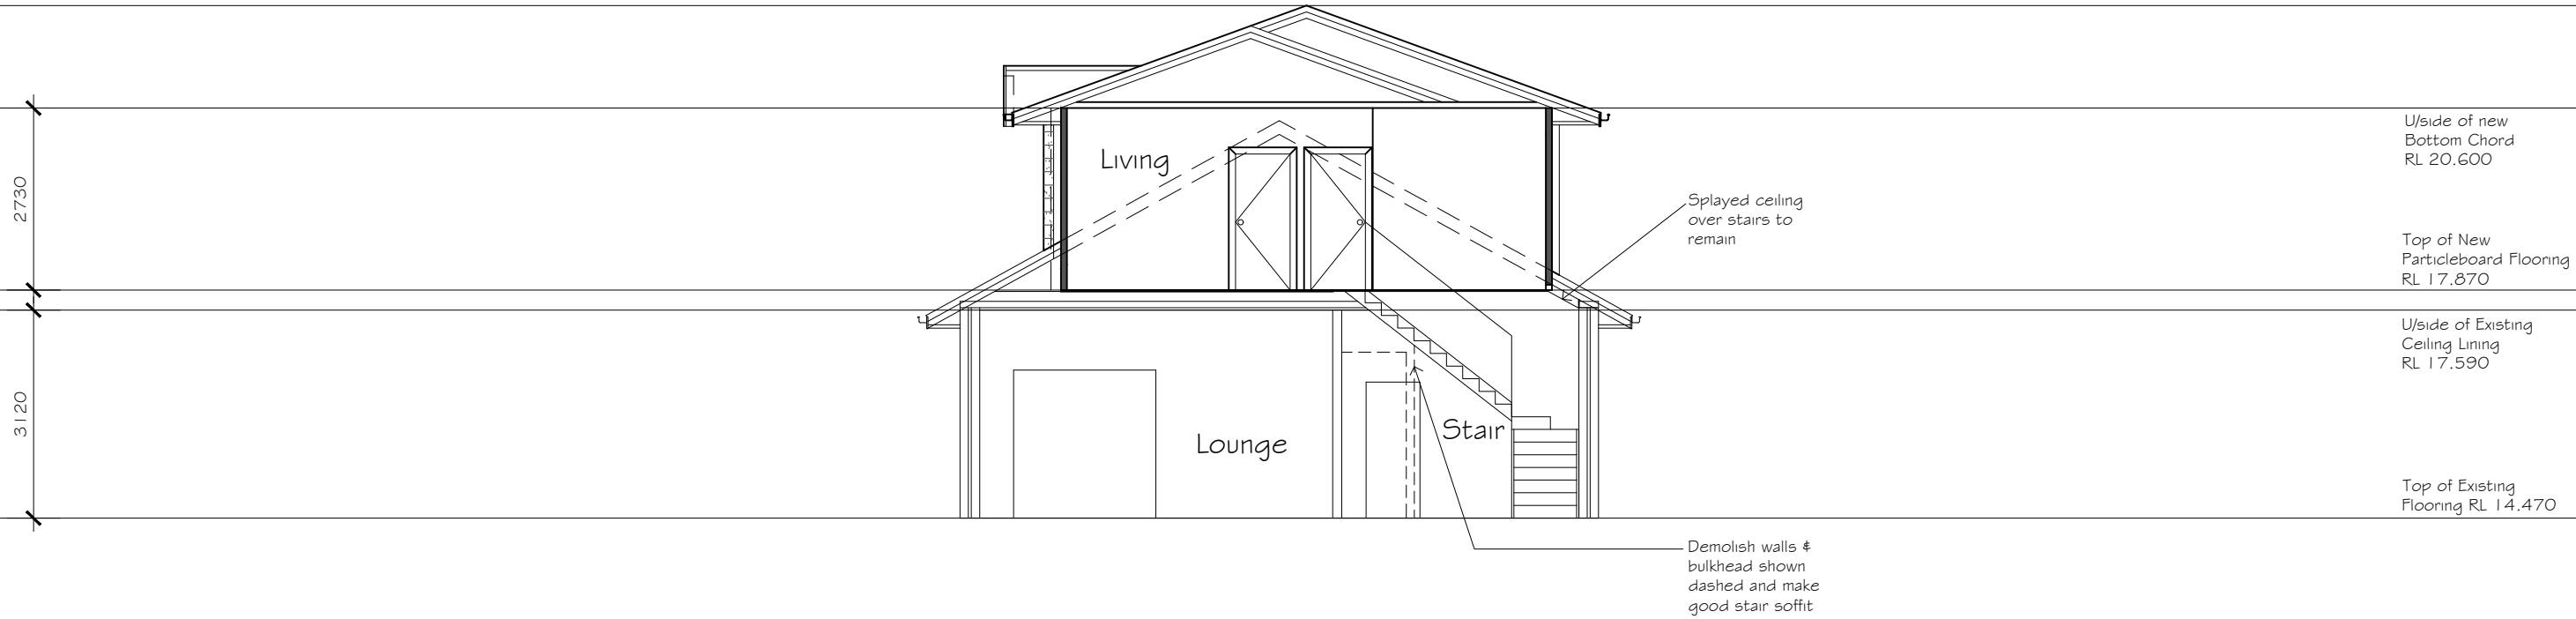 U/side of new
Bottom Chord
RL 20.600
2730
Living
Splayed ceiling
over stairs to
remain
Top of New
Particleboard Flooring
RL 17.870
U/side of Existing
Ceiling Lining
RL 17.590
3120
Lounge
Stair
Top of Existing
Flooring RL 14.470
Demolish walls &
bulkhead shown
dashed and make
good stair soffit